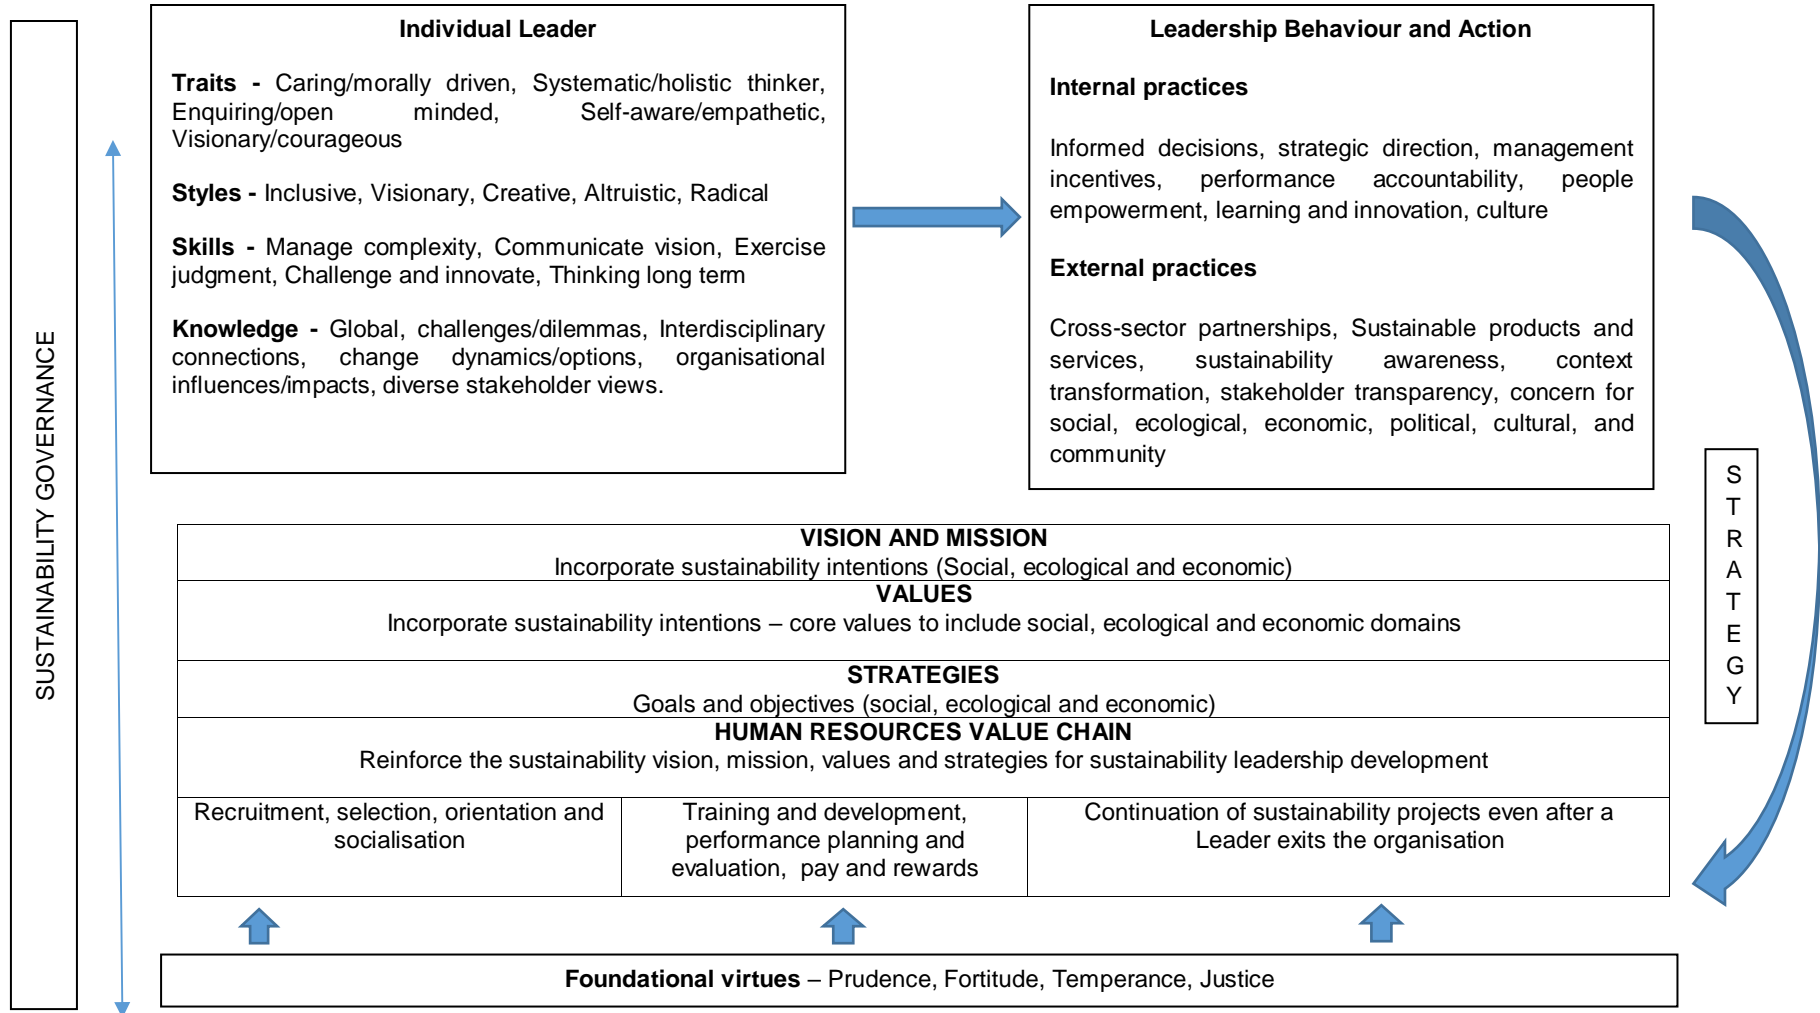 SUSTAINABILITY GOVERNANCE
Individual Leader
Traits - Caring/morally driven, Systematic/holistic thinker,
Enquiring/open minded, Self-aware/empathetic,
Visionary/courageous
Styles - Inclusive, Visionary, Creative, Altruistic, Radical
Skills - Manage complexity, Communicate vision, Exercise
judgment, Challenge and innovate, Thinking long term
Knowledge - Global, challenges/dilemmas, Interdisciplinary
connections, change dynamics/options, organisational
influences/impacts, diverse stakeholder views.
Leadership Behaviour and Action
Internal practices
Informed decisions, strategic direction, management
incentives, performance accountability, people
empowerment, learning and innovation, culture
External practices
Cross-sector partnerships, Sustainable products and
services, sustainability awareness, context
transformation, stakeholder transparency, concern for
social, ecological, economic, political, cultural, and
community
S
T
R
A
T
E
G
Y
VISION AND MISSION
Incorporate sustainability intentions (Social, ecological and economic)
VALUES
Incorporate sustainability intentions – core values to include social, ecological and economic domains
STRATEGIES
Goals and objectives (social, ecological and economic)
HUMAN RESOURCES VALUE CHAIN
Reinforce the sustainability vision, mission, values and strategies for sustainability leadership development
Recruitment, selection, orientation and
socialisation
Training and development,
performance planning and
evaluation, pay and rewards
Continuation of sustainability projects even after a
Leader exits the organisation
Foundational virtues – Prudence, Fortitude, Temperance, Justice